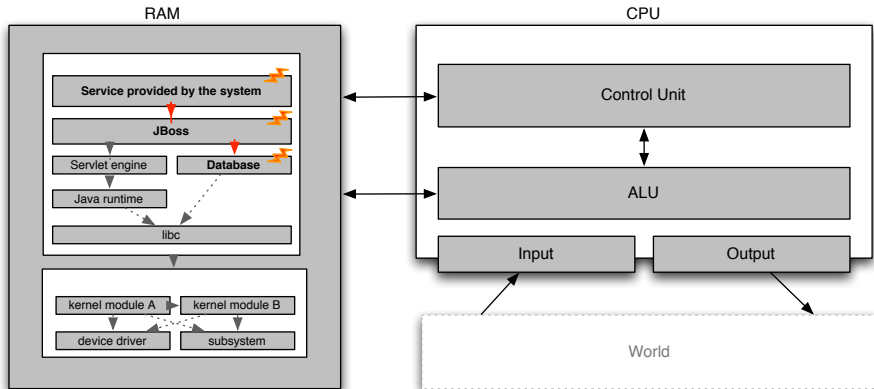 RAM
CPU
Service provided by the system
JBoss
Servlet engine
Database
Java runtime
libc
kernel module A
kernel module B
device driver
subsystem
Control Unit
ALU
Input
Output
World